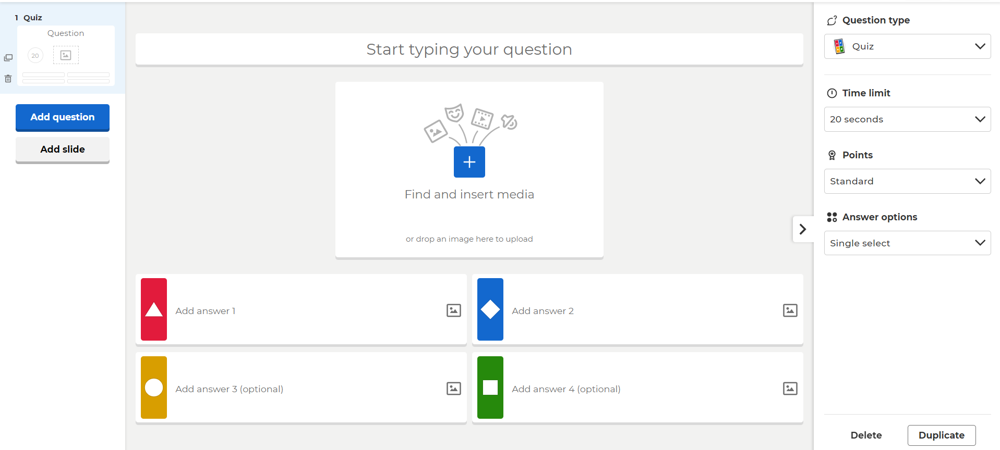 1 Quiz
Question
20
Add question
Add slide
Start typing your question
Find and insert media
or drop an image here to upload
Add answer 1
Add answer 2
Add answer 3 (optional)
Add answer 4 (optional)
Question type
Quiz
Time limit
20 seconds
Points
Standard
Answer options
Single select
Delete
Duplicate